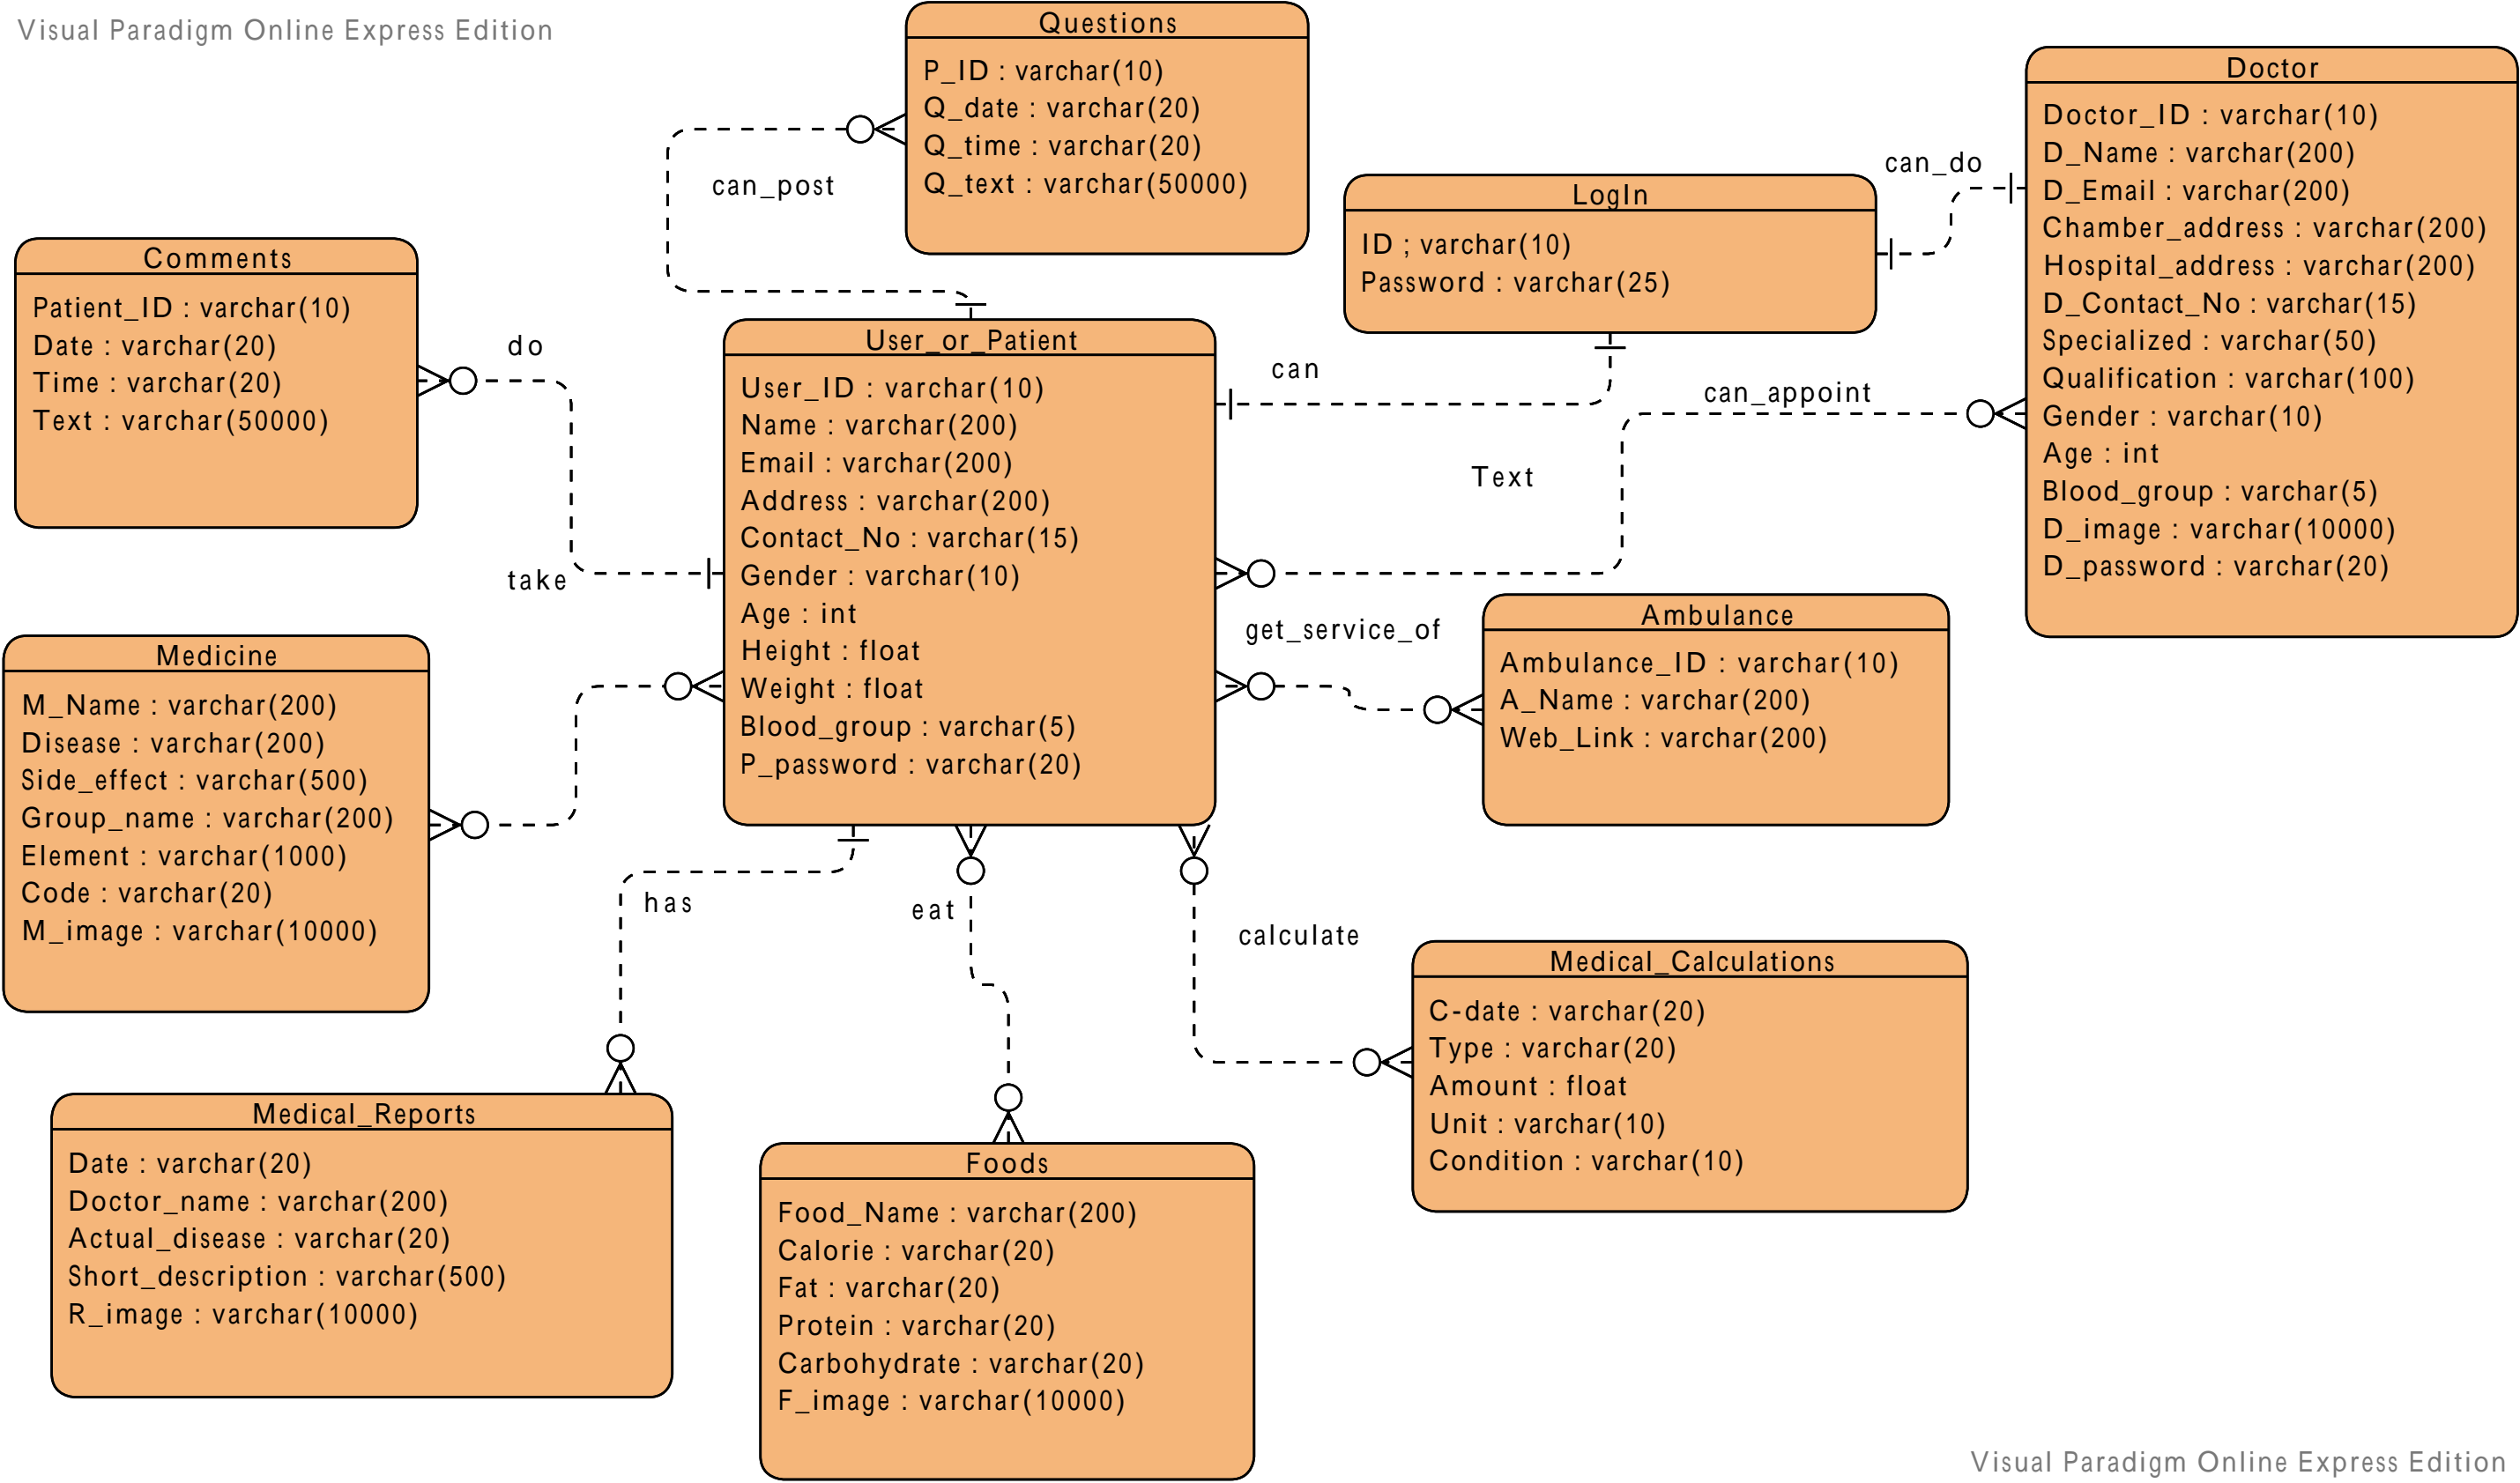 Visual Paradigm Online Express Edition
Questions
P_ID : varchar(10)
Q_date : varchar(20)
Q_time : varchar(20)
Q_text : varchar(50000)
can_post
Doctor
Doctor_ID : varchar(10)
D_Name : varchar(200)
D_Email : varchar(200)
Chamber_address : varchar(200)
Hospital_address : varchar(200)
D_Contact_No : varchar(15)
Specialized : varchar(50)
Qualification : varchar(100)
Gender : varchar(10)
Age : int
Blood_group : varchar(5)
D_image : varchar(10000)
D_password : varchar(20)
can_do
LogIn
ID ; varchar(10)
Password : varchar(25)
Comments
Patient_ID : varchar(10)
Date : varchar(20)
Time : varchar(20)
Text : varchar(50000)
do
User_or_Patient
User_ID : varchar(10)
Name : varchar(200)
Email : varchar(200)
Address : varchar(200)
Contact_No : varchar(15)
Gender : varchar(10)
Age : int
Height : float
Weight : float
Blood_group : varchar(5)
P_password : varchar(20)
can
can_appoint
Text
take
get_service_of
Ambulance
Ambulance_ID : varchar(10)
A_Name : varchar(200)
Web_Link : varchar(200)
Medicine
M_Name : varchar(200)
Disease : varchar(200)
Side_effect : varchar(500)
Group_name : varchar(200)
Element : varchar(1000)
Code : varchar(20)
M_image : varchar(10000)
has
eat
calculate
Medical_Calculations
C-date : varchar(20)
Type : varchar(20)
Amount : float
Unit : varchar(10)
Condition : varchar(10)
Medical_Reports
Date : varchar(20)
Doctor_name : varchar(200)
Actual_disease : varchar(20)
Short_description : varchar(500)
R_image : varchar(10000)
Foods
Food_Name : varchar(200)
Calorie : varchar(20)
Fat : varchar(20)
Protein : varchar(20)
Carbohydrate : varchar(20)
F_image : varchar(10000)
Visual Paradigm Online Express Edition